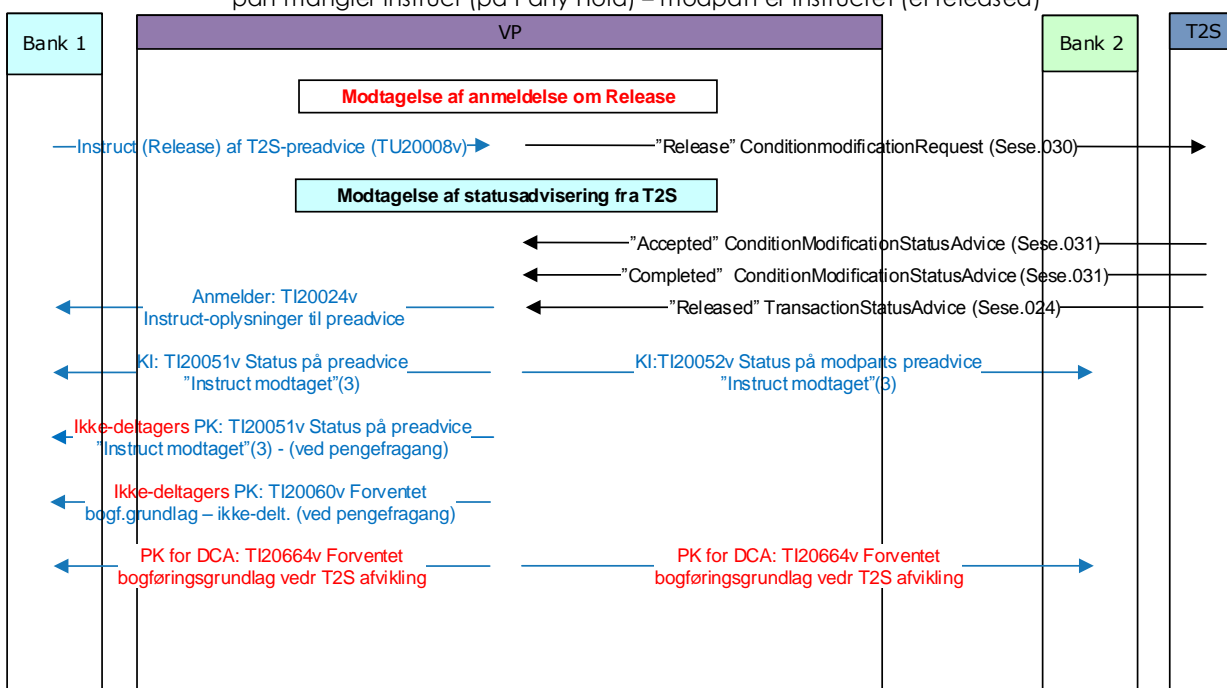 part mangler instruct (på Party Hold) – modpart er instrueret (er released)
Bank 1
VP
Bank 2
T2S
Modtagelse af anmeldelse om Release
Instruct (Release) af T2S-preadvice (TU20008v)
”Release” ConditionmodificationRequest (Sese.030)
Modtagelse af statusadvisering fra T2S
”Accepted” ConditionModificationStatusAdvice (Sese.031)
”Completed” ConditionModificationStatusAdvice (Sese.031)
Anmelder: TI20024v
Instruct-oplysninger til preadvice
”Released” TransactionStatusAdvice (Sese.024)
KI: TI20051v Status på preadvice
”Instruct modtaget”(3)
KI:TI20052v Status på modparts preadvice
”Instruct modtaget”(3)
Ikke-deltagers PK: TI20051v Status på preadvice
”Instruct modtaget”(3) - (ved pengefragang)
Ikke-deltagers PK: TI20060v Forventet
bogf.grundlag – ikke-delt. (ved pengefragang)
PK for DCA: TI20664v Forventet
bogføringsgrundlag vedr T2S afvikling
PK for DCA: TI20664v Forventet
bogføringsgrundlag vedr T2S afvikling